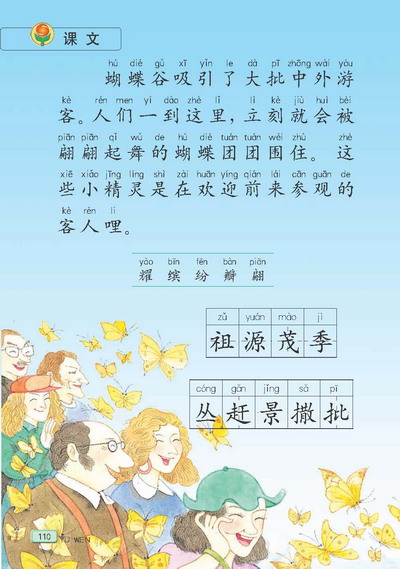 课文
hú dié gǔ xī yǐn le dà pī zhōng wài yóu
蝴蝶谷吸引了大批中外游
kè rén men yí dào zhè lǐ lì kè jiù huì bèi
客。人们一到这里，立刻就会被
piān piān qǐ wǔ de hú dié tuán tuán wéi zhù zhè
翩翩起舞的蝴蝶团团围住。这
xiē xiǎo jīng líng shì zài huān yíng qián lái cān guān de
些小精灵是在欢迎前来参观的
kè rén li
客人哩。
yào bīn fēn bàn piān
耀 缤 纷 瓣 翩
zǔ yuán mào jì
祖源茂季
cóng gǎn jǐng sā pī
丛赶景撒批
110
YU WEN